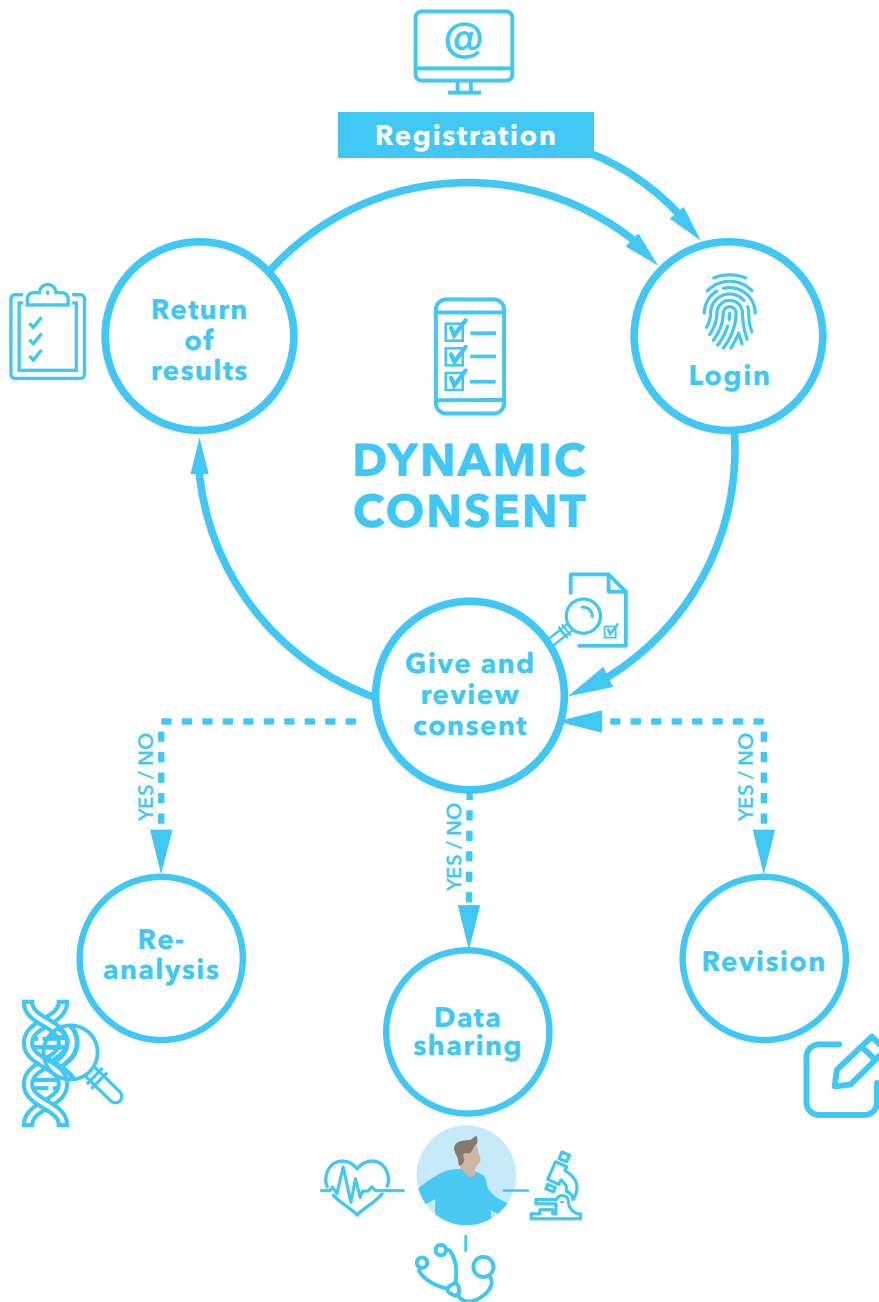 @
Registration
Return
of
results
Login
DYNAMIC
CONSENT
Give and
review
consent
YES / NO
YES / NO
YES / NO
Re-
analysis
Data
sharing
Revision